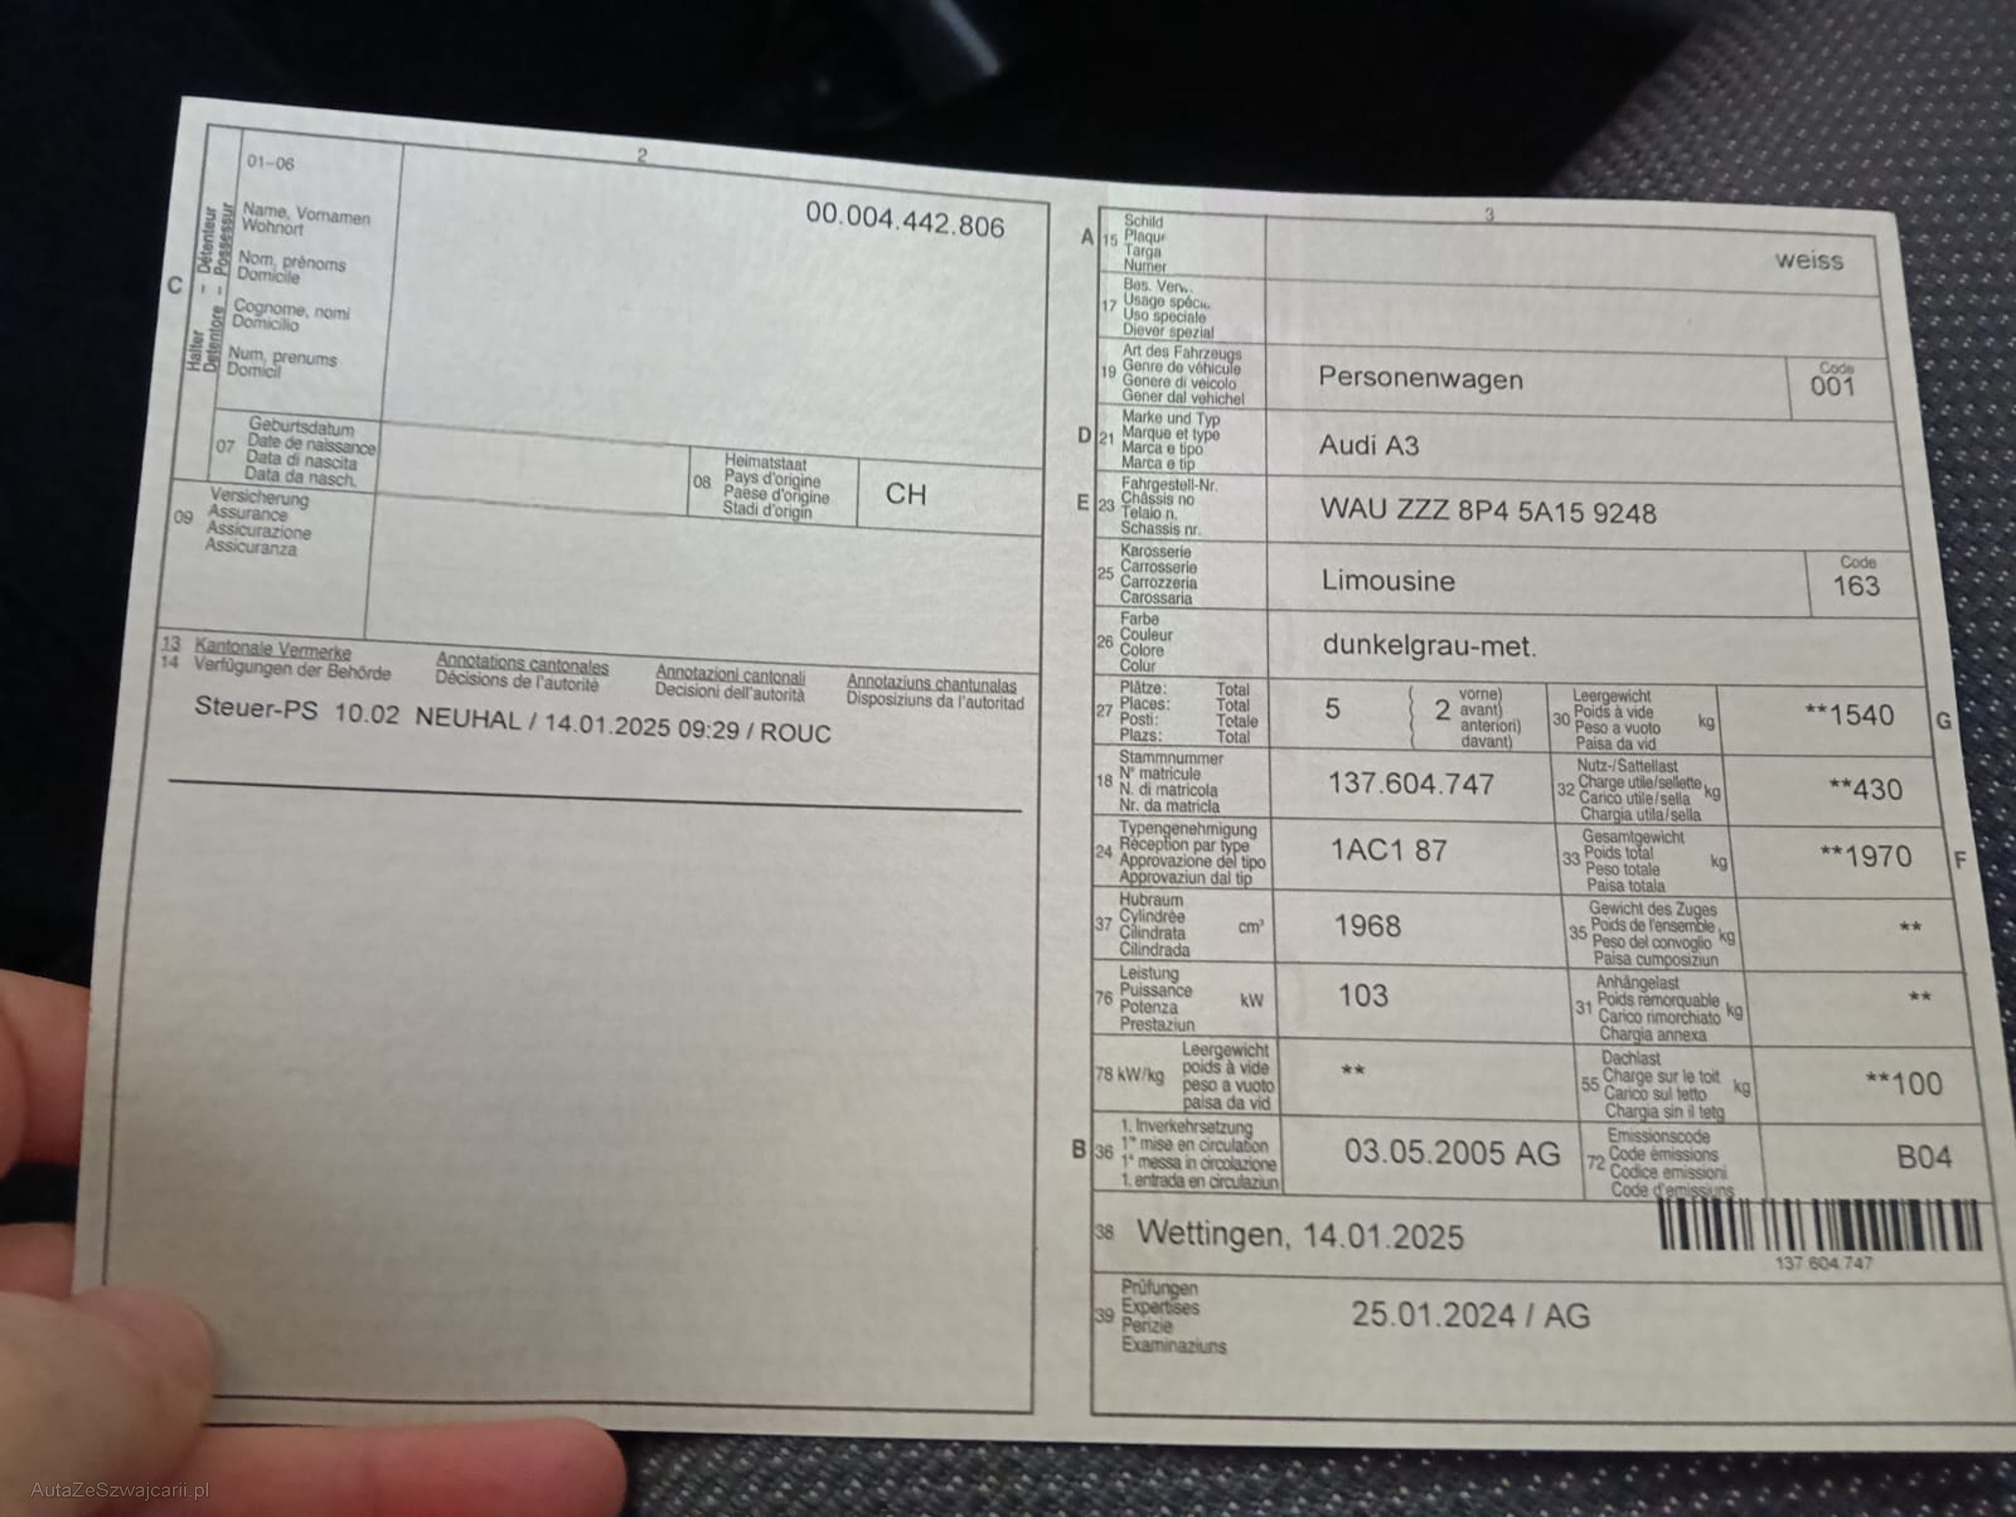 2
01-06
Halter - Détenteur
Detentore - Possessur
C
Name, Vornamen
Wohnort
Nom, prénoms
Domicile
Cognome, nomi
Domicilio
Num, prenums
Domicil
00.004.442.806
07
Geburtsdatum
Date de naissance
Data di nascita
Data da nasch.
08
Heimatstaat
Pays d'origine
Paese d'origine
Stadi d'origin
CH
09
Versicherung
Assurance
Assicurazione
Assicuranza
13 Kantonale Vermerke Annotations cantonales Annotazioni cantonali Annotaziuns chantunalas
14 Verfügungen der Behörde Décisions de l'autorité Decisioni dell'autorità Disposiziuns da l'autoritad
Steuer-PS 10.02 NEUHAL / 14.01.2025 09:29 / ROUC
3
A 15
Schild
Plaque
Targa
Numer
weiss
17
Bes. Verw.
Usage spéci.
Uso speciale
Diever spezial
19
Art des Fahrzeugs
Genre de véhicule
Genere di veicolo
Gener dal vehichel
Personenwagen
Code
001
D 21
Marke und Typ
Marque et type
Marca e tipo
Marca e tip
Audi A3
E 23
Fahrgestell-Nr.
Châssis no
Telaio n.
Schassis nr.
WAU ZZZ 8P4 5A15 9248
25
Karosserie
Carrosserie
Carrozzeria
Carossaria
Limousine
Code
163
26
Farbe
Couleur
Colore
Colur
dunkelgrau-met.
27
Plätze: Total
Places: Total
Posti: Totale
Plazs: Total
5
2
vorne)
avant)
anteriori)
davant)
30
Leergewicht
Poids à vide
Peso a vuoto
Paisa da vid
kg
**1540
G
18
Stammnummer
N° matricule
N. di matricola
Nr. da matricla
137.604.747
32
Nutz-/Sattellast
Charge utile/sellette
Carico utile/sella
Chargia utila/sella
kg
**430
24
Typengenehmigung
Réception par type
Approvazione del tipo
Approvaziun dal tip
1AC1 87
33
Gesamtgewicht
Poids total
Peso totale
Paisa totala
kg
**1970
F
37
Hubraum
Cylindrée
Cilindrata
Cilindrada
cm³
1968
35
Gewicht des Zuges
Poids de l'ensemble
Peso del convoglio
Paisa cumposiziun
kg
**
76
Leistung
Puissance
Potenza
Prestaziun
kW
103
31
Anhängelast
Poids remorquable
Carico rimorchiato
Chargia annexa
kg
**
78 kW/kg
Leergewicht
poids à vide
peso a vuoto
paisa da vid
**
55
Dachlast
Charge sur le toit
Carico sul tetto
Chargia sin il tetg
kg
**100
B 36
1. Inverkehrsetzung
1re mise en circulation
1a messa in circolazione
1. entrada en circulaziun
03.05.2005 AG
72
Emissionscode
Code émissions
Codice emissioni
Code d'emissiuns
B04
38 Wettingen, 14.01.2025
137 604 747
39
Prüfungen
Expertises
Perizie
Examinaziuns
25.01.2024 / AG
AutaZeSzwajcarii.pl